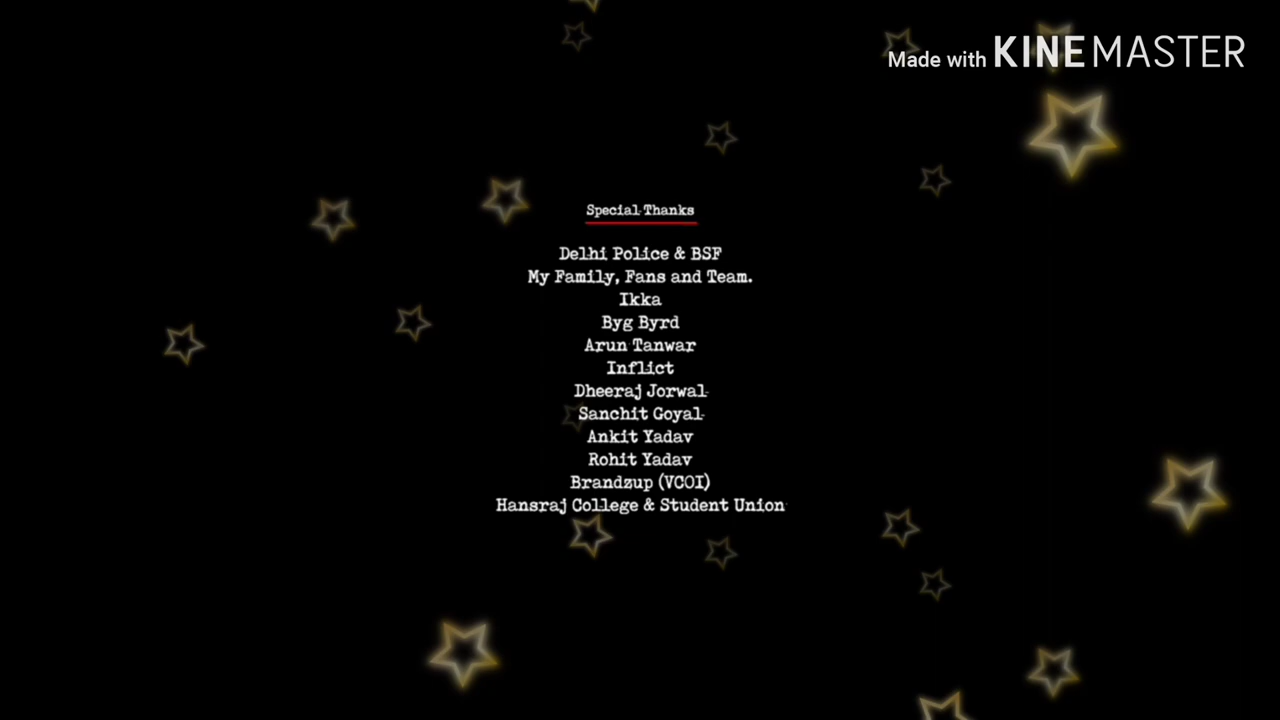 Made with KINEMASTER
Special Thanks
Delhi Police & BSF
My Family, Fans and Team.
Ikka
Byg Byrd
Arun Tanwar
Inflict
Dheeraj Jorwal
Sanchit Goyal
Ankit Yadav
Rohit Yadav
Brandzup (VCOI)
Hansraj College & Student Union